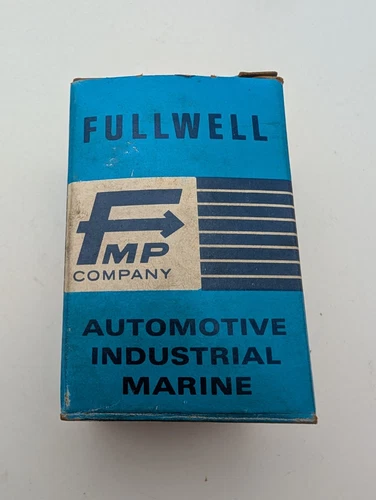 FULLWELL
FMP
COMPANY
AUTOMOTIVE
INDUSTRIAL
MARINE